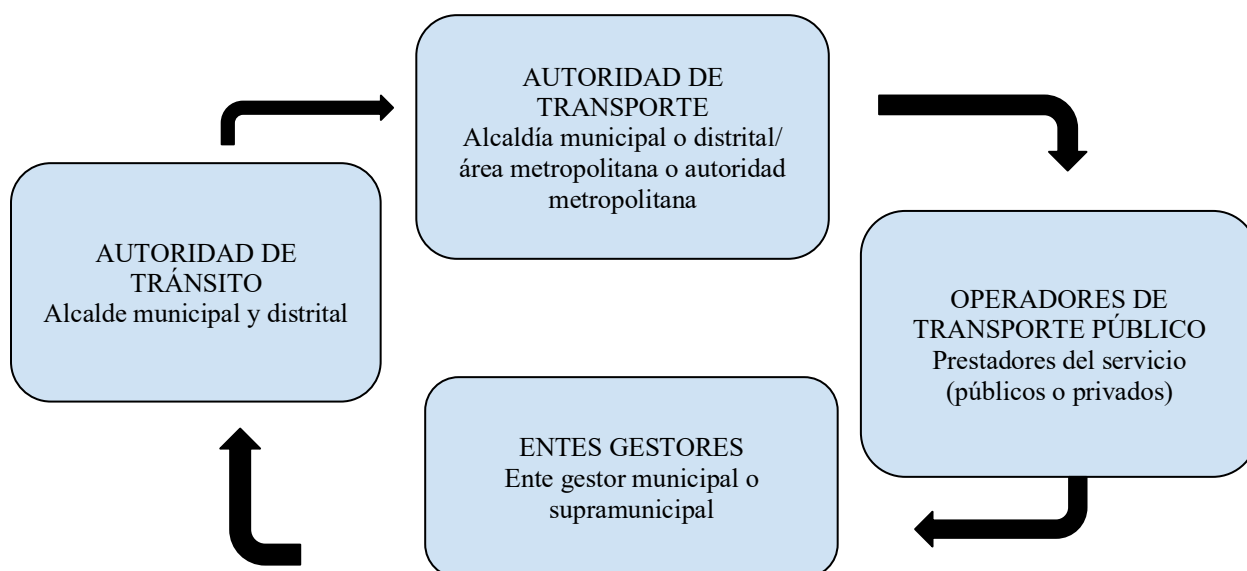 AUTORIDAD DE
TRANSPORTE
Alcaldía municipal o distrital/
área metropolitana o autoridad
metropolitana
AUTORIDAD DE
TRÁNSITO
Alcalde municipal y distrital
OPERADORES DE
TRANSPORTE PÚBLICO
Prestadores del servicio
(públicos o privados)
ENTES GESTORES
Ente gestor municipal o
supramunicipal